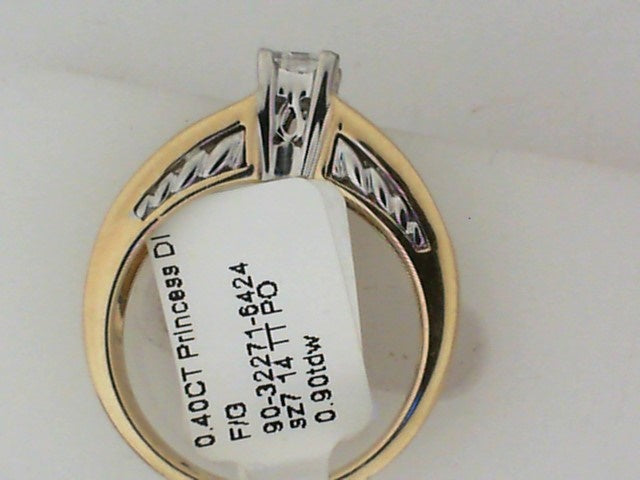 0.40CT Princess DI
F/G
90-32271-6424
sz7 14 TT PO
0.90tdw